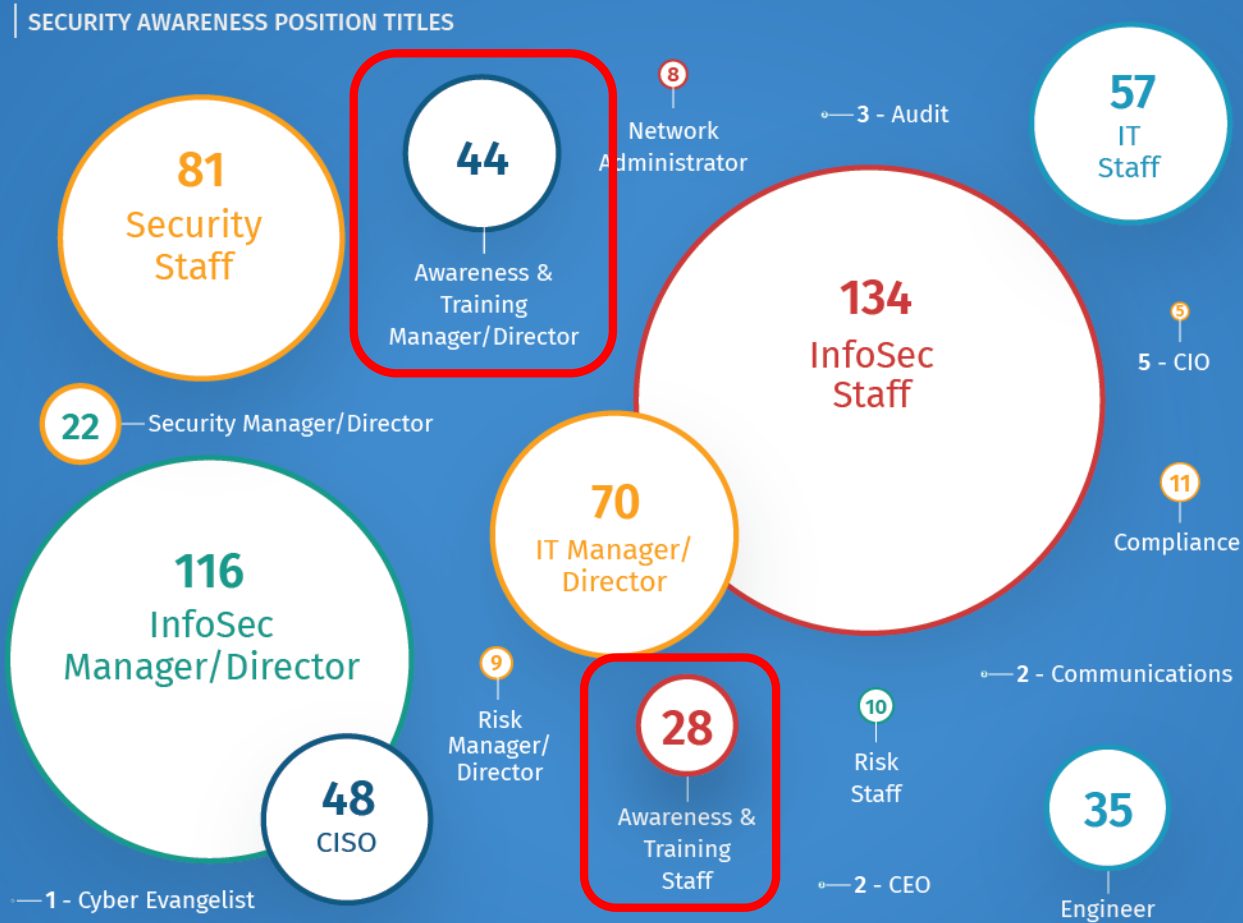 SECURITY AWARENESS POSITION TITLES
81
Security
Staff
44
Awareness &
Training
Manager/Director
8
Network
Administrator
3 - Audit
57
IT
Staff
134
InfoSec
Staff
5
5 - CIO
22
Security Manager/Director
70
IT Manager/
Director
11
Compliance
116
InfoSec
Manager/Director
9
Risk
Manager/
Director
28
Awareness &
Training
Staff
10
Risk
Staff
2 - Communications
48
CISO
35
Engineer
1 - Cyber Evangelist
2 - CEO